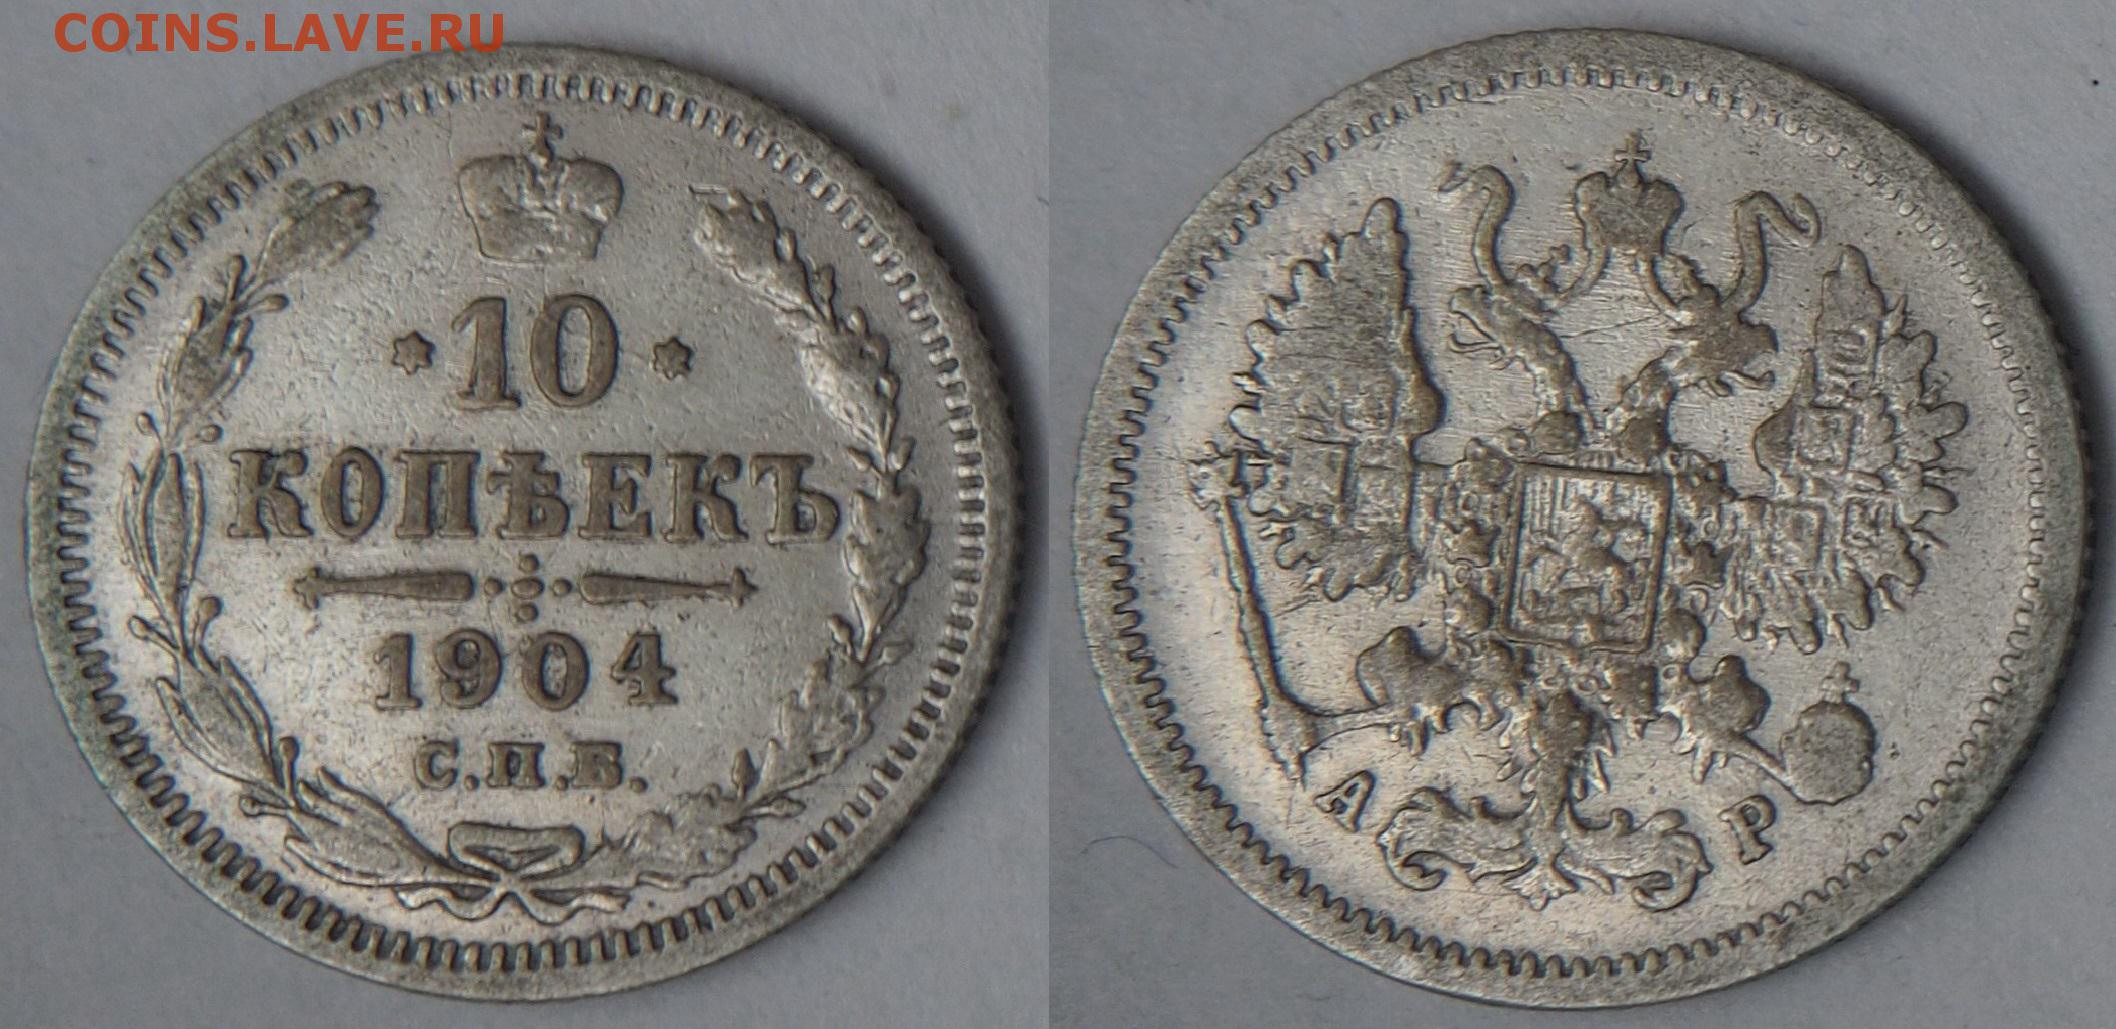 COINS.LAVE.RU
10
КОПѢЕКЪ
1904
С.П.Б.
А Р